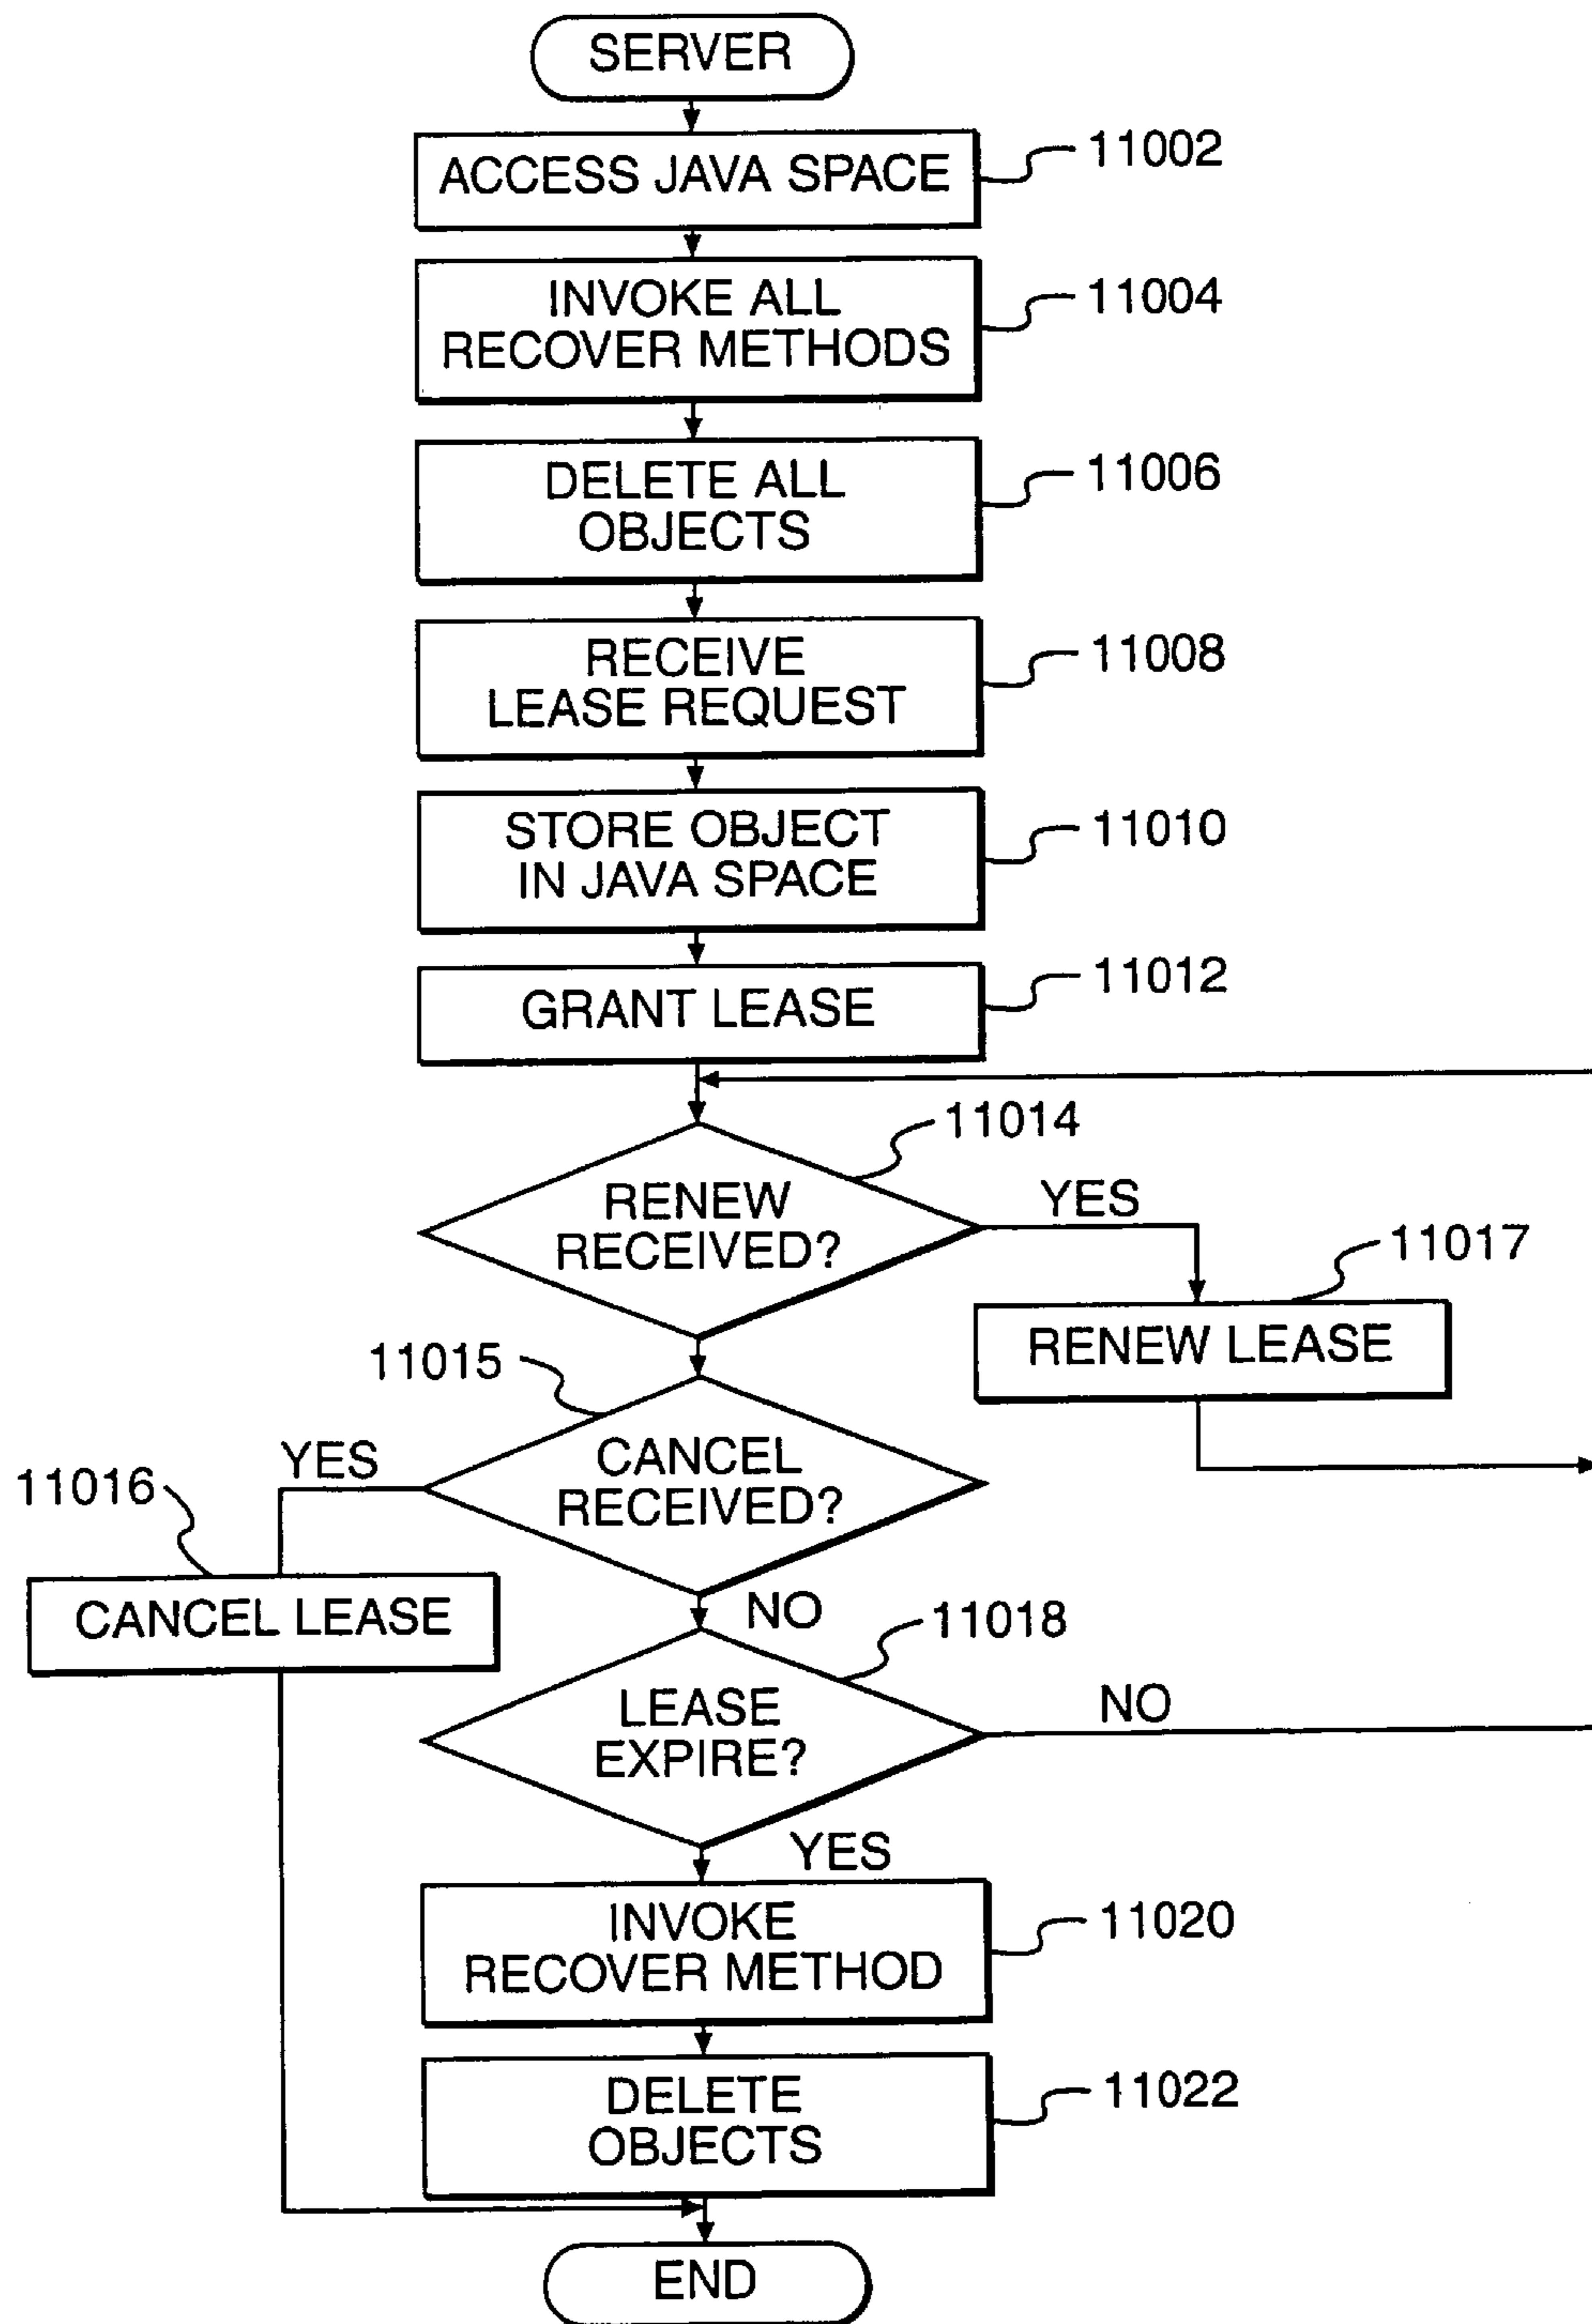 SERVER
ACCESS JAVA SPACE
11002
INVOKE ALL
RECOVER METHODS
11004
DELETE ALL
OBJECTS
11006
RECEIVE
LEASE REQUEST
11008
STORE OBJECT
IN JAVA SPACE
11010
GRANT LEASE
11012
11014
RENEW
RECEIVED?
YES
11017
RENEW LEASE
11015
CANCEL
RECEIVED?
YES
11016
CANCEL LEASE
NO
11018
LEASE
EXPIRE?
NO
YES
INVOKE
RECOVER METHOD
11020
DELETE
OBJECTS
11022
END